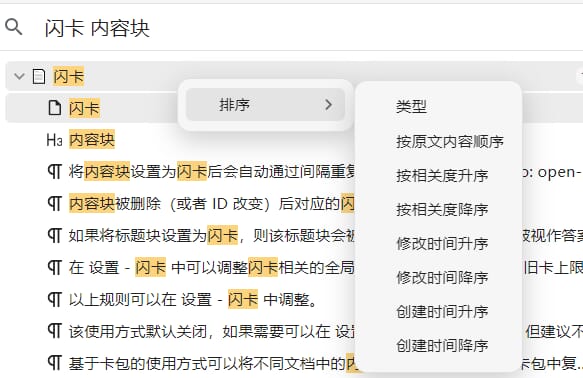 闪卡 内容块
闪卡
闪卡
H3 内容块
将内容块设置为闪卡后会自动通过间隔重复
: open-
内容块被删除（或者 ID 改变）后对应的闪
如果将标题块设置为闪卡，则该标题块会被
被视作答案
在 设置 - 闪卡 中可以调整闪卡相关的全局
旧卡上限
以上规则可以在 设置 - 闪卡 中调整。
该使用方式默认关闭，如果需要可以在 设置
但建议不
基于卡包的使用方式可以将不同文档中的内
卡包中复...
排序
类型
按原文内容顺序
按相关度升序
按相关度降序
修改时间升序
修改时间降序
创建时间升序
创建时间降序